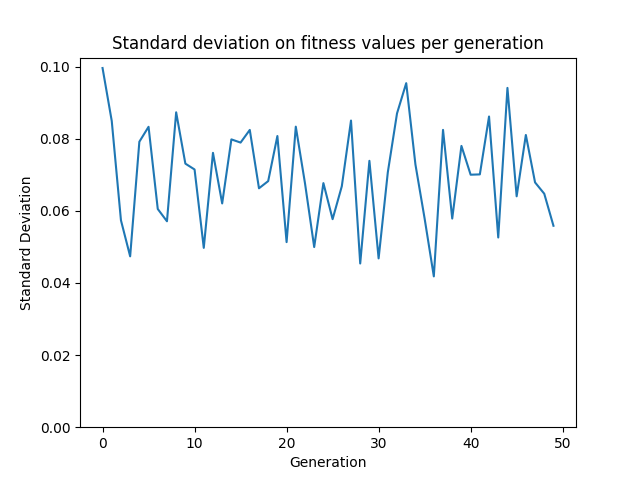 Standard deviation on fitness values per generation
0.10
0.08
0.06
0.04
0.02
0.00
Standard Deviation
0 10 20 30 40 50
Generation